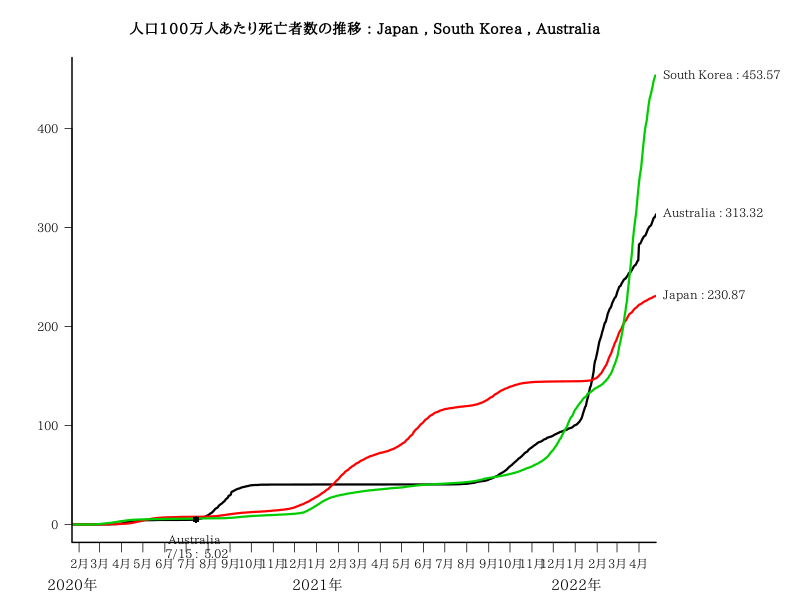 人口100万人あたり死亡者数の推移 : Japan , South Korea , Australia
South Korea : 453.57
400
300
Australia : 313.32
Japan : 230.87
200
100
0
Australia
7/15 : 5.02
2月 3月 4月 5月 6月 7月 8月 9月 10月 11月 12月 1月 2月 3月 4月 5月 6月 7月 8月 9月 10月 11月 12月 1月 2月 3月 4月
2020年 2021年 2022年